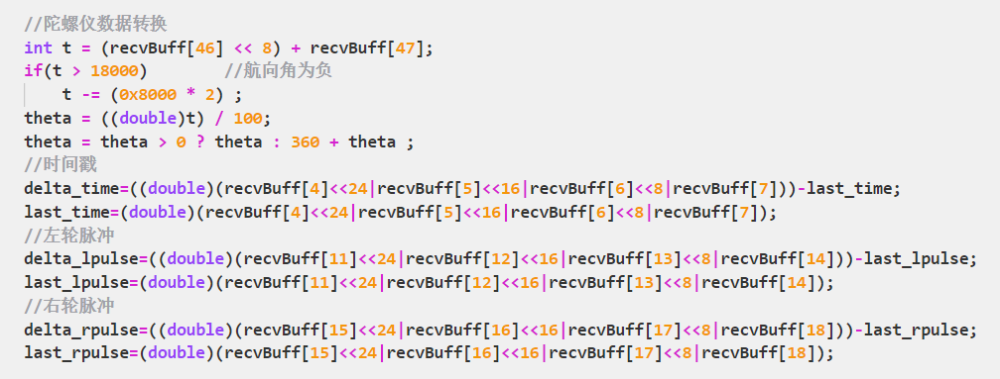 //陀螺仪数据转换
int t = (recvBuff[46] << 8) + recvBuff[47];
if(t > 18000)        //航向角为负
    t -= (0x8000 * 2) ;
theta = ((double)t) / 100;
theta = theta > 0 ? theta : 360 + theta ;
//时间戳
delta_time=((double)(recvBuff[4]<<24|recvBuff[5]<<16|recvBuff[6]<<8|recvBuff[7]))-last_time;
last_time=(double)(recvBuff[4]<<24|recvBuff[5]<<16|recvBuff[6]<<8|recvBuff[7]);
//左轮脉冲
delta_lpulse=((double)(recvBuff[11]<<24|recvBuff[12]<<16|recvBuff[13]<<8|recvBuff[14]))-last_lpulse;
last_lpulse=(double)(recvBuff[11]<<24|recvBuff[12]<<16|recvBuff[13]<<8|recvBuff[14]);
//右轮脉冲
delta_rpulse=((double)(recvBuff[15]<<24|recvBuff[16]<<16|recvBuff[17]<<8|recvBuff[18]))-last_rpulse;
last_rpulse=(double)(recvBuff[15]<<24|recvBuff[16]<<16|recvBuff[17]<<8|recvBuff[18]);